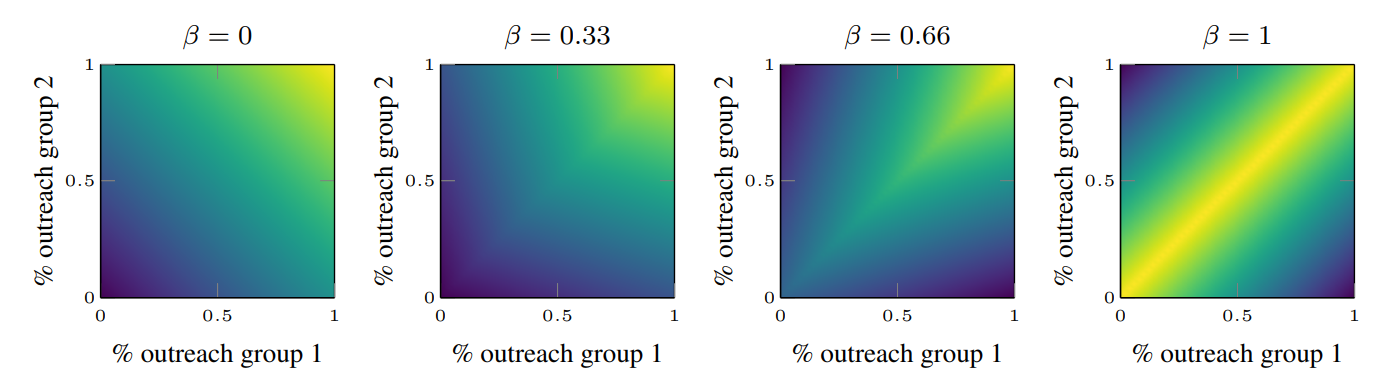 β = 0
1
0.5
0
0
0.5
1
% outreach group 2
% outreach group 1
β = 0.33
1
0.5
0
0
0.5
1
% outreach group 2
% outreach group 1
β = 0.66
1
0.5
0
0
0.5
1
% outreach group 2
% outreach group 1
β = 1
1
0.5
0
0
0.5
1
% outreach group 2
% outreach group 1